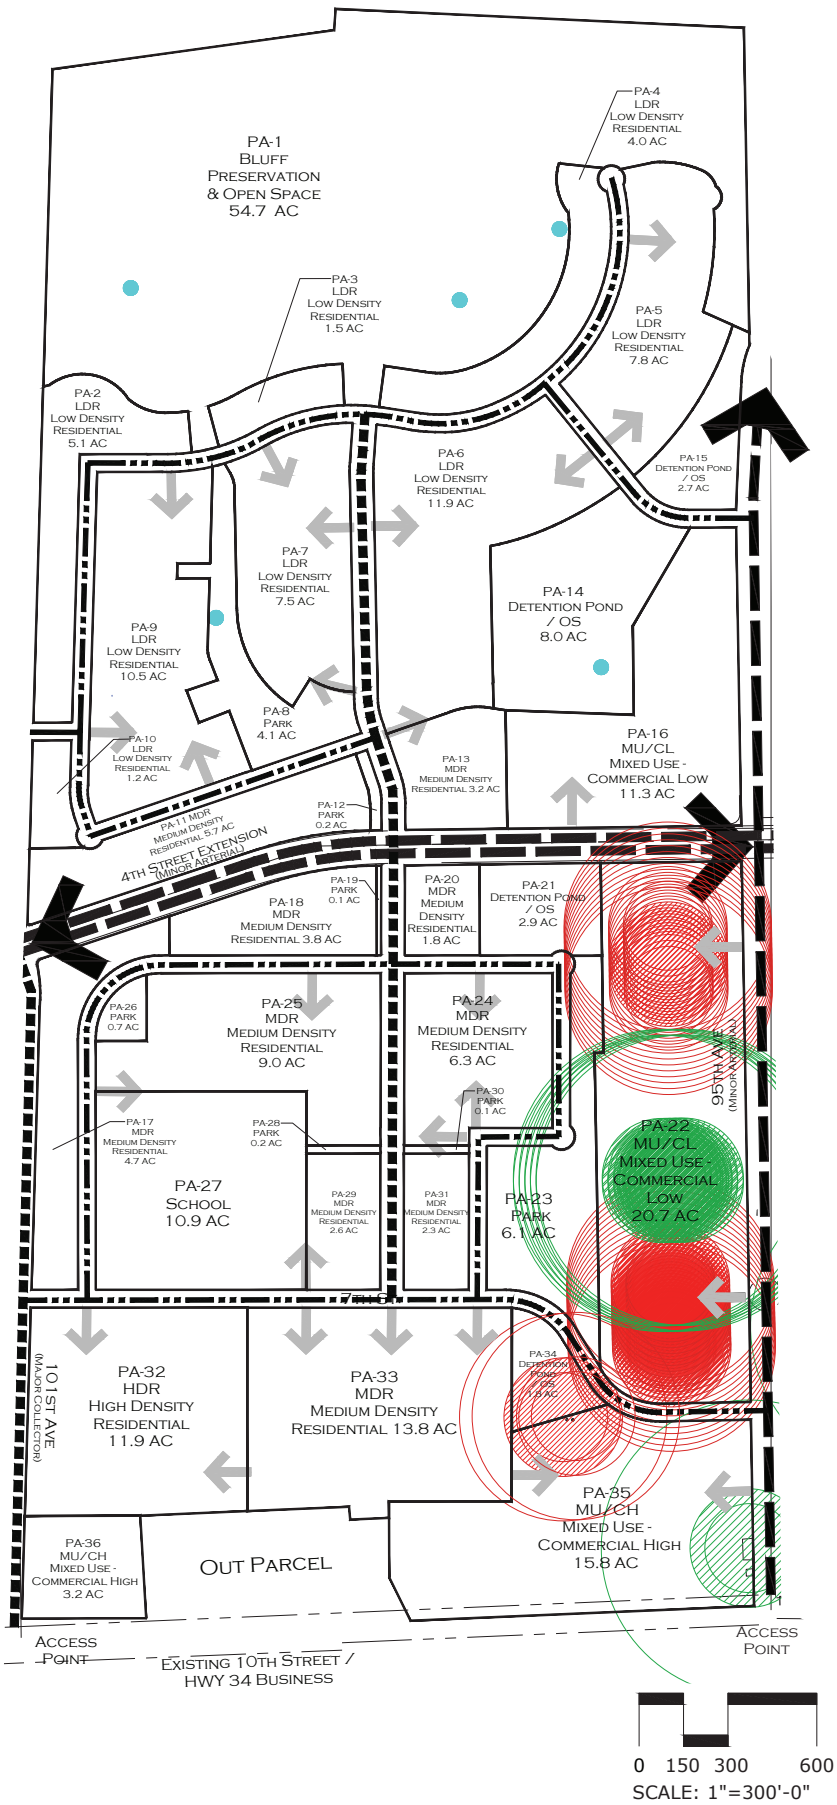 PA-1
BLUFF
PRESERVATION
& OPEN SPACE
54.7 AC
PA-4
LDR
LOW DENSITY
RESIDENTIAL
4.0 AC
PA-3
LDR
LOW DENSITY
RESIDENTIAL
1.5 AC
PA-5
LDR
LOW DENSITY
RESIDENTIAL
7.8 AC
PA-2
LDR
LOW DENSITY
RESIDENTIAL
5.1 AC
PA-6
LDR
LOW DENSITY
RESIDENTIAL
11.9 AC
PA-15
DETENTION POND
/ OS
2.7 AC
PA-7
LDR
LOW DENSITY
RESIDENTIAL
7.5 AC
PA-14
DETENTION POND
/ OS
8.0 AC
PA-9
LDR
LOW DENSITY
RESIDENTIAL
10.5 AC
PA-8
PARK
4.1 AC
PA-10
LDR
LOW DENSITY
RESIDENTIAL
1.2 AC
PA-13
MDR
MEDIUM DENSITY
RESIDENTIAL 3.2 AC
PA-16
MU/CL
MIXED USE -
COMMERCIAL LOW
11.3 AC
PA-11 MDR
MEDIUM DENSITY
RESIDENTIAL 5.7 AC
PA-12
PARK
0.2 AC
4TH STREET EXTENSION
(MINOR ARTERIAL)
PA-18
MDR
MEDIUM DENSITY
RESIDENTIAL 3.8 AC
PA-19
PARK
0.1 AC
PA-20
MDR
MEDIUM
DENSITY
RESIDENTIAL
1.8 AC
PA-21
DETENTION POND
/ OS
2.9 AC
PA-26
PARK
0.7 AC
PA-25
MDR
MEDIUM DENSITY
RESIDENTIAL
9.0 AC
PA-24
MDR
MEDIUM DENSITY
RESIDENTIAL
6.3 AC
95TH AVE
(MINOR ARTERIAL)
PA-30
PARK
0.1 AC
PA-17
MDR
MEDIUM DENSITY
RESIDENTIAL
4.7 AC
PA-28
PARK
0.2 AC
PA-22
MU/CL
MIXED USE -
COMMERCIAL
LOW
20.7 AC
PA-27
SCHOOL
10.9 AC
PA-29
MDR
MEDIUM DENSITY
RESIDENTIAL
2.6 AC
PA-31
MDR
MEDIUM DENSITY
RESIDENTIAL
2.3 AC
PA-23
PARK
6.1 AC
7TH S
101ST AVE
(MAJOR COLLECTOR)
PA-32
HDR
HIGH DENSITY
RESIDENTIAL
11.9 AC
PA-33
MDR
MEDIUM DENSITY
RESIDENTIAL 13.8 AC
PA-34
DETENTION
POND
/ OS
PA-35
MU/CH
MIXED USE -
COMMERCIAL HIGH
15.8 AC
PA-36
MU/CH
MIXED USE -
COMMERCIAL HIGH
3.2 AC
OUT PARCEL
ACCESS
POINT
EXISTING 10TH STREET /
HWY 34 BUSINESS
ACCESS
POINT
0 150 300 600
SCALE: 1"=300'-0"